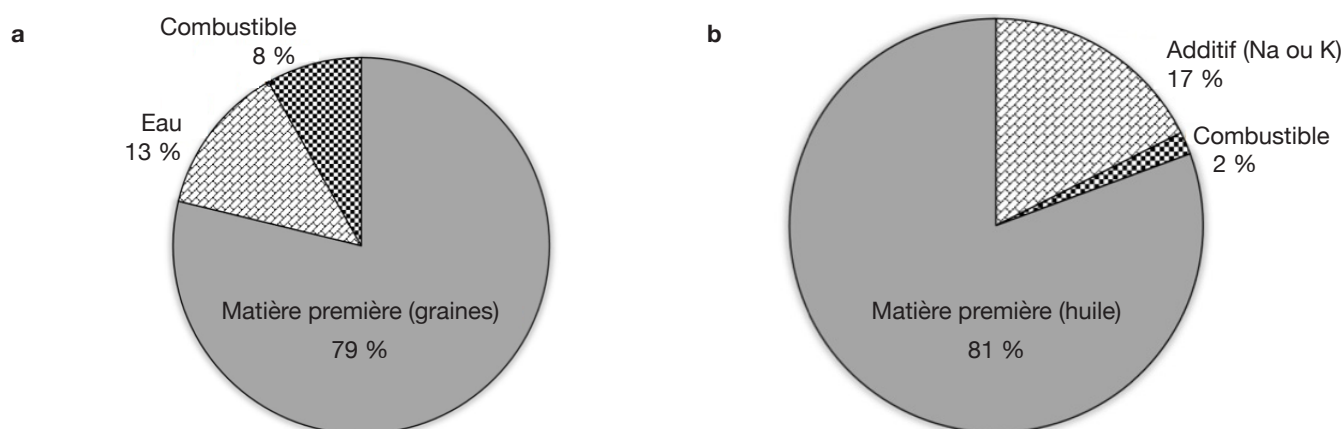 a
Combustible
8 %
Eau
13 %
Matière première (graines)
79 %
b
Additif (Na ou K)
17 %
Combustible
2 %
Matière première (huile)
81 %